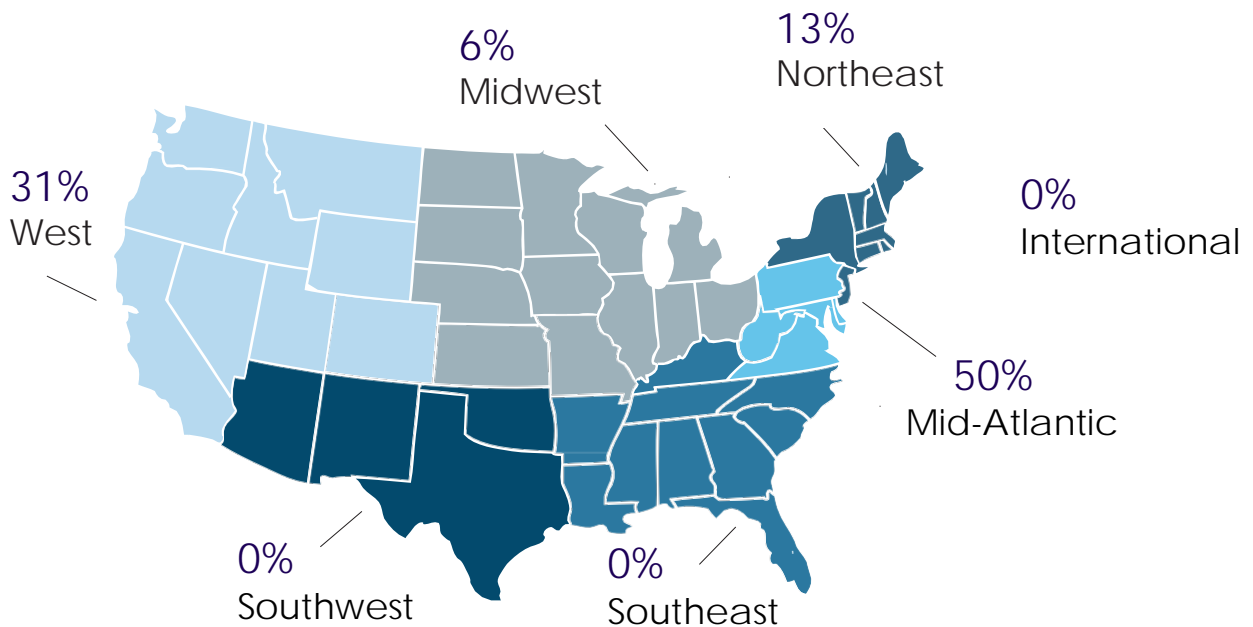 13%
Northeast
6%
Midwest
31%
West
0%
International
50%
Mid-Atlantic
0%
Southwest
0%
Southeast